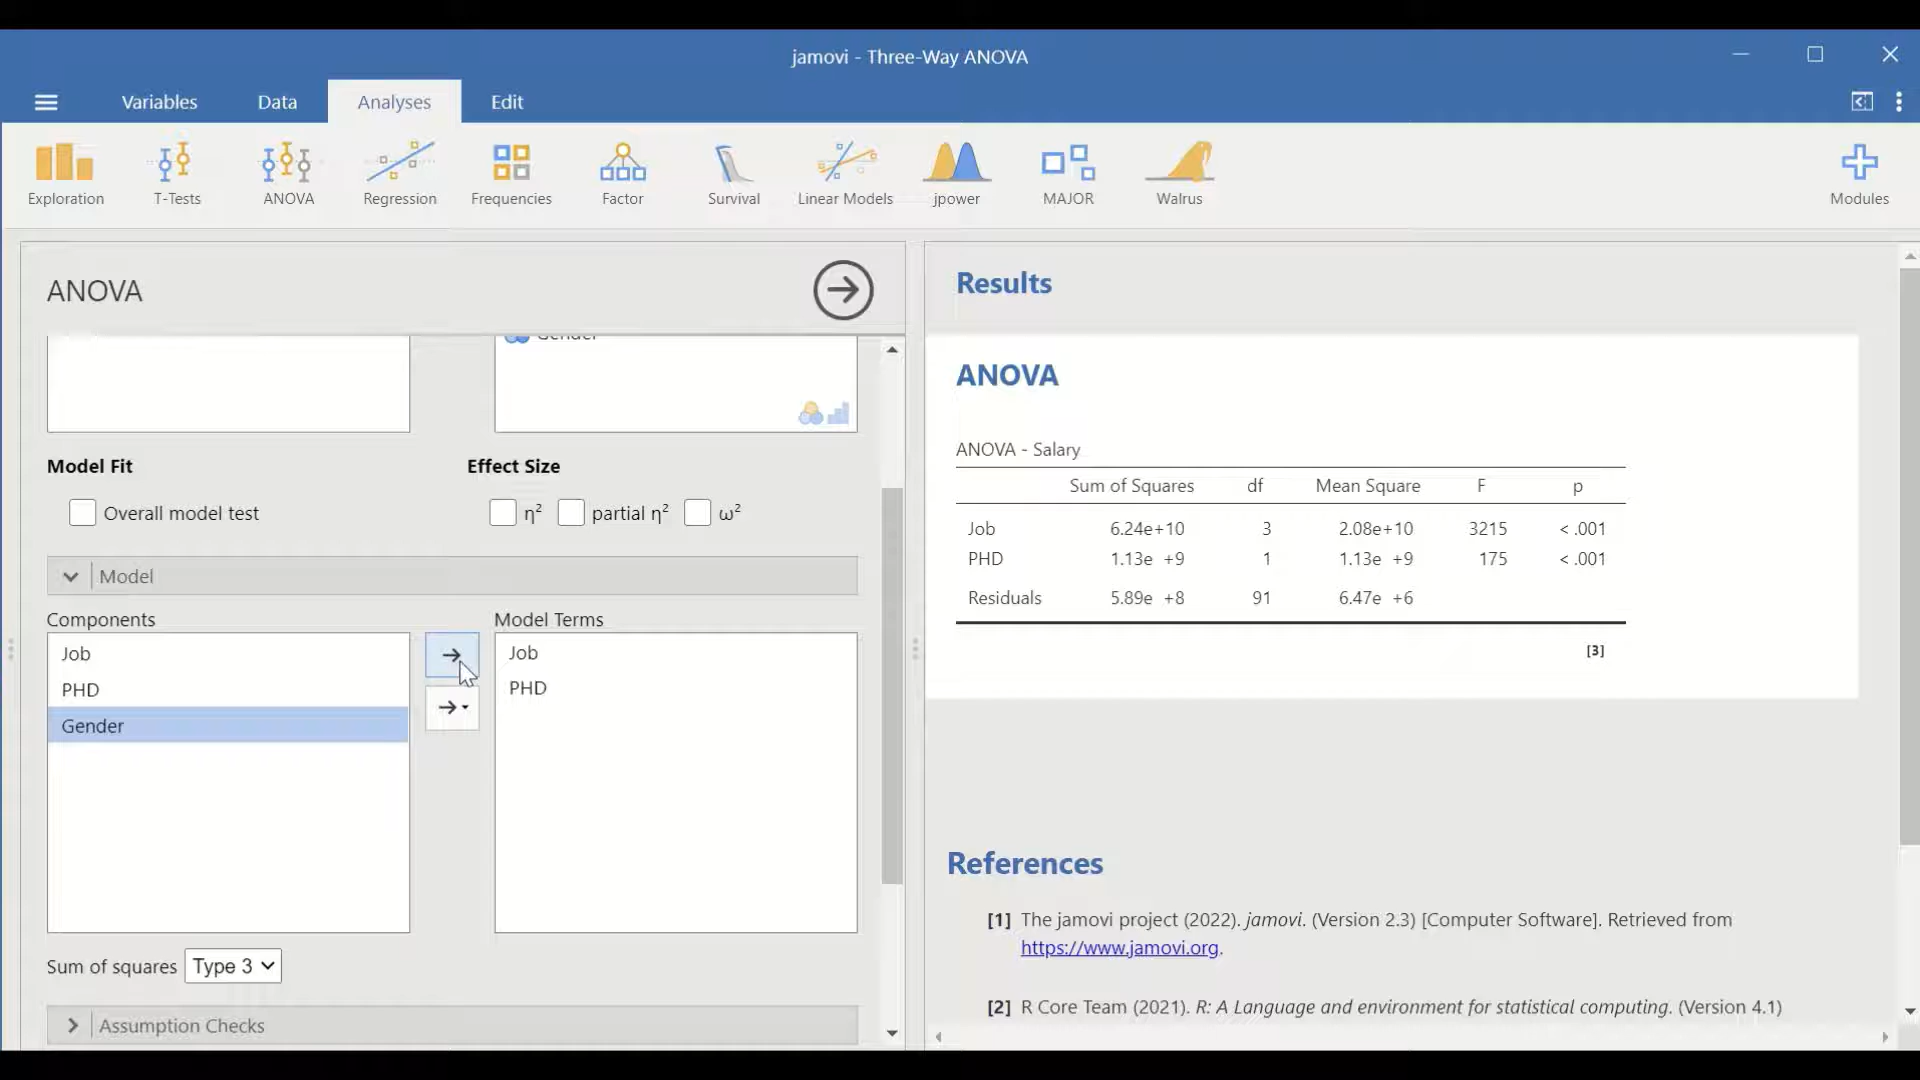 jamovi - Three-Way ANOVA
Variables Data Analyses Edit
Exploration T-Tests ANOVA Regression Frequencies Factor Survival Linear Models jpower MAJOR Walrus Modules
ANOVA
Gender
Model Fit Effect Size
Overall model test η² partial η² ω²
Model
Components Model Terms
Job Job
PHD PHD
Gender
Sum of squares Type 3
Assumption Checks
Results
ANOVA
ANOVA - Salary
Sum of Squares df Mean Square F p
Job 6.24e+10 3 2.08e+10 3215 < .001
PHD 1.13e +9 1 1.13e +9 175 < .001
Residuals 5.89e +8 91 6.47e +6
[3]
References
[1] The jamovi project (2022). jamovi. (Version 2.3) [Computer Software]. Retrieved from
https://www.jamovi.org.
[2] R Core Team (2021). R: A Language and environment for statistical computing. (Version 4.1)